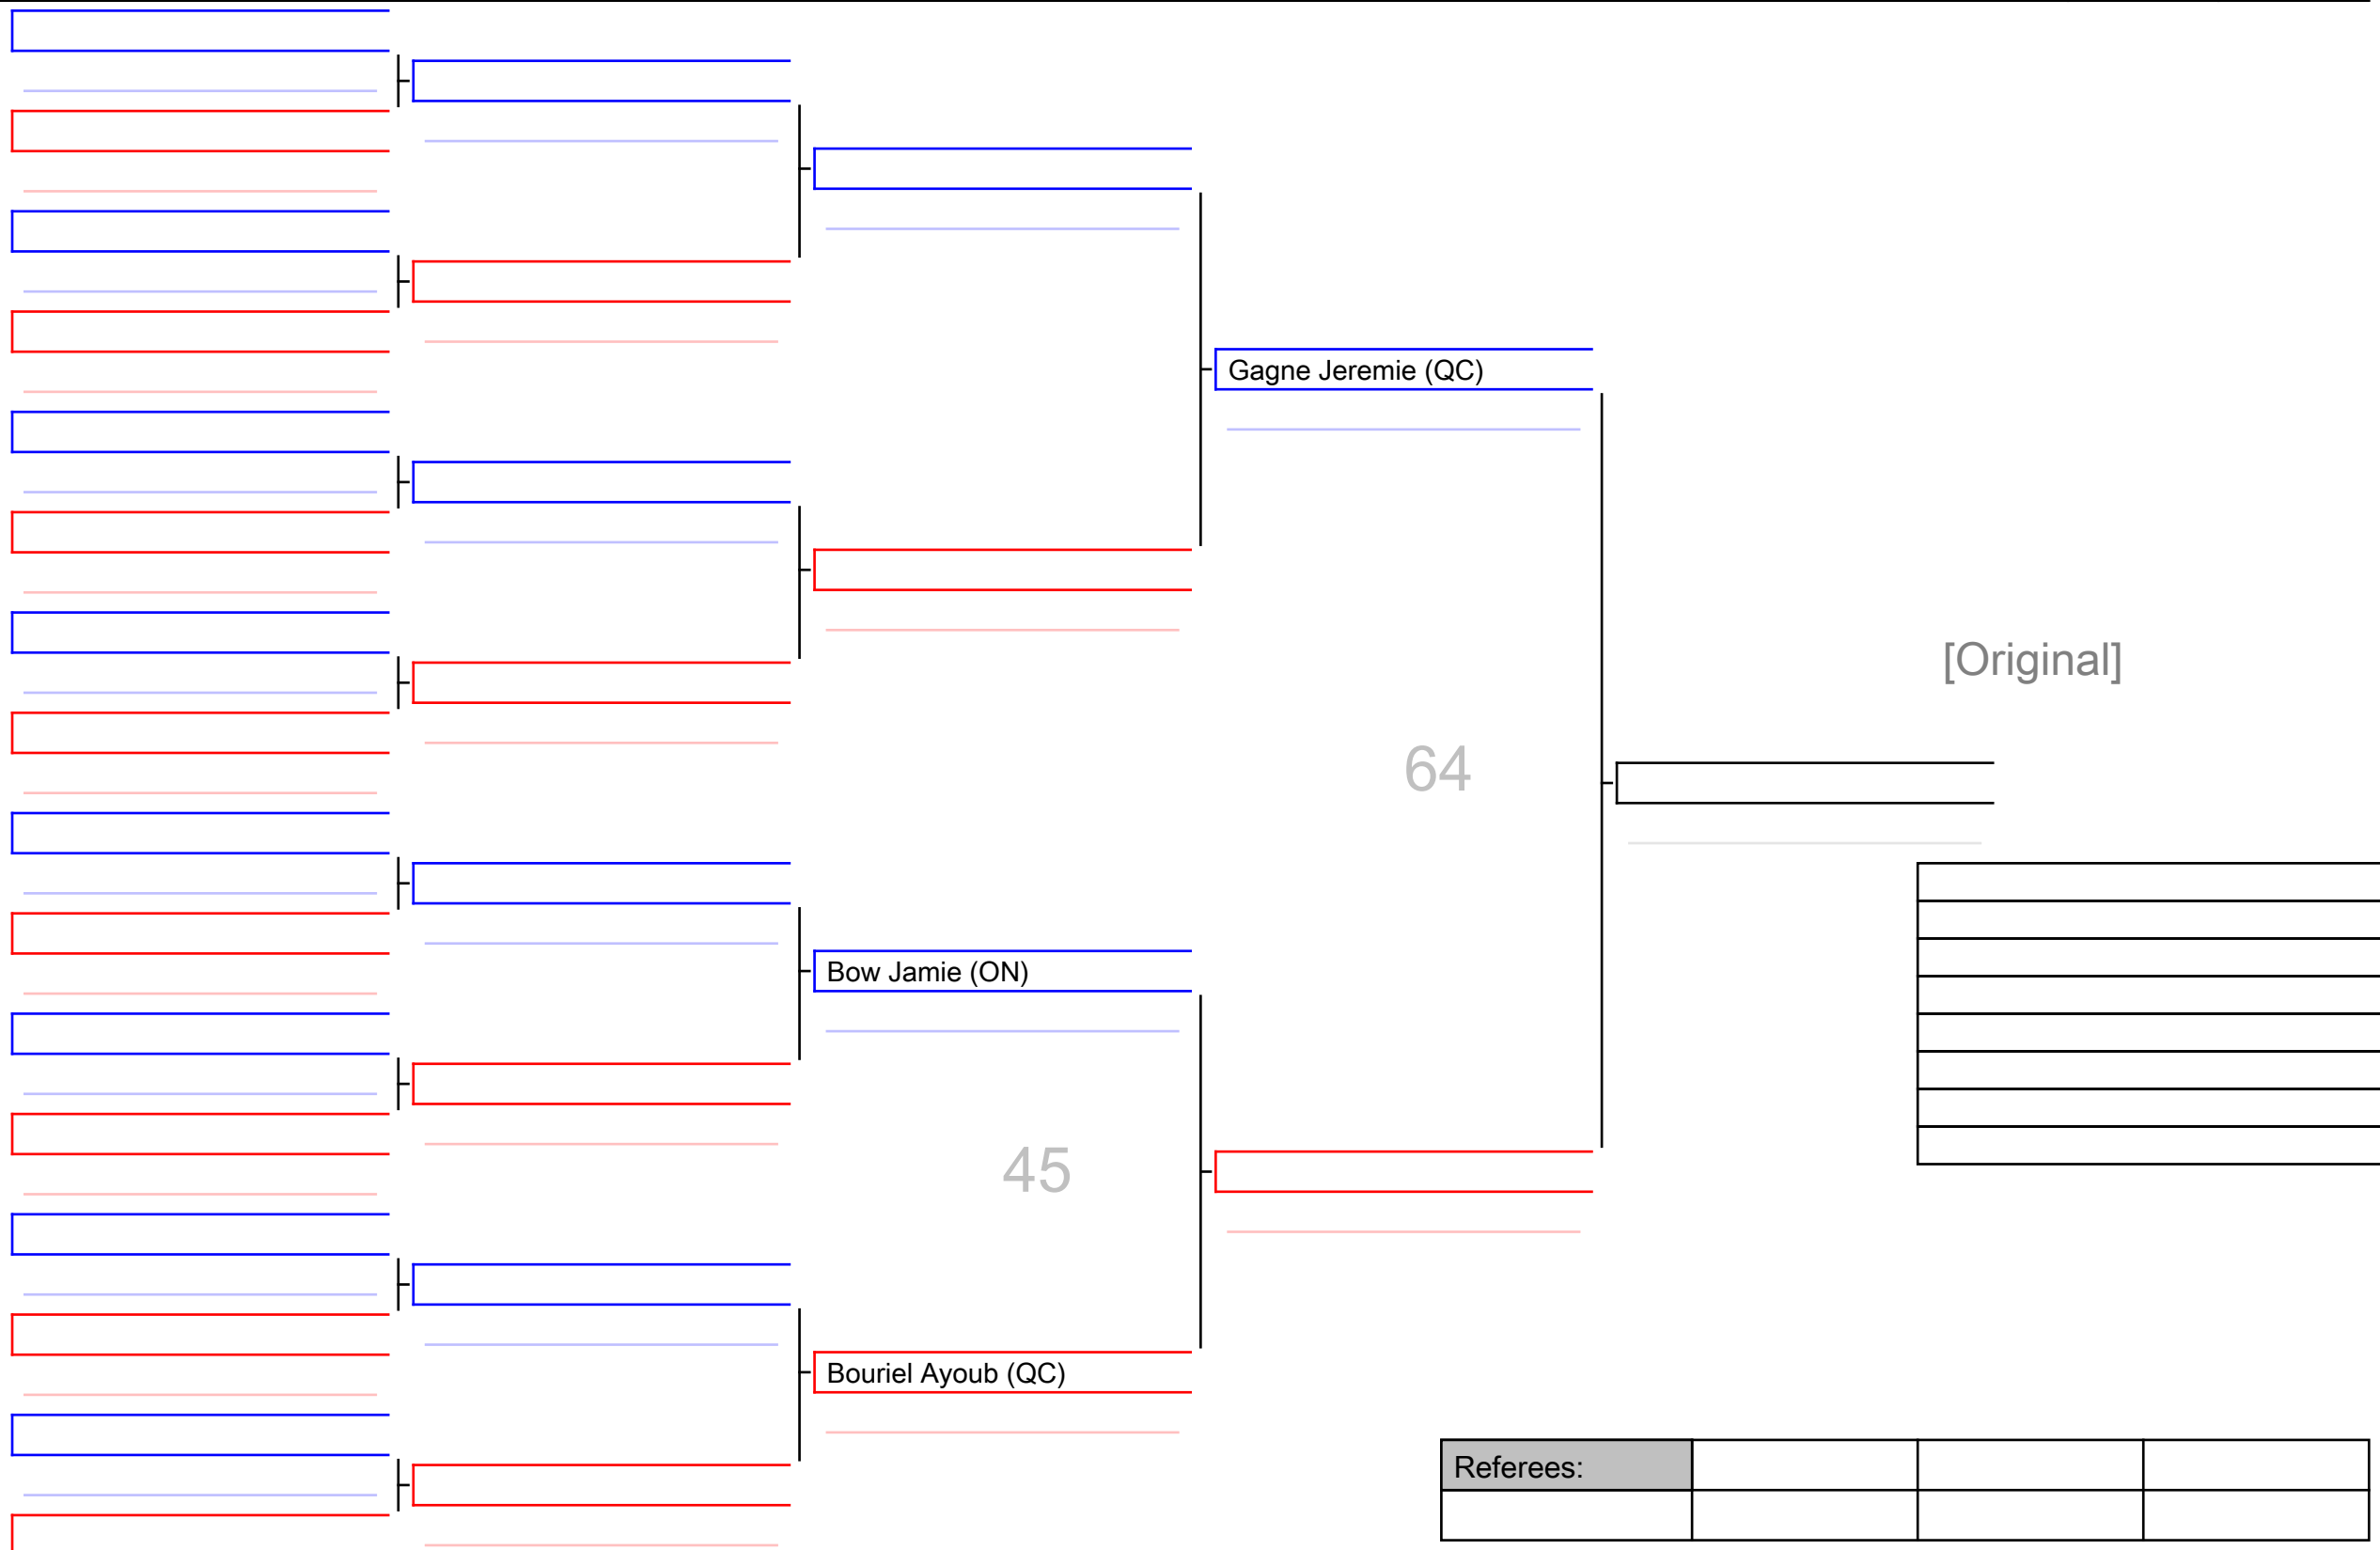 Gagne Jeremie (QC)
[Original]
64
Bow Jamie (ON)
45
Bouriel Ayoub (QC)
Referees: